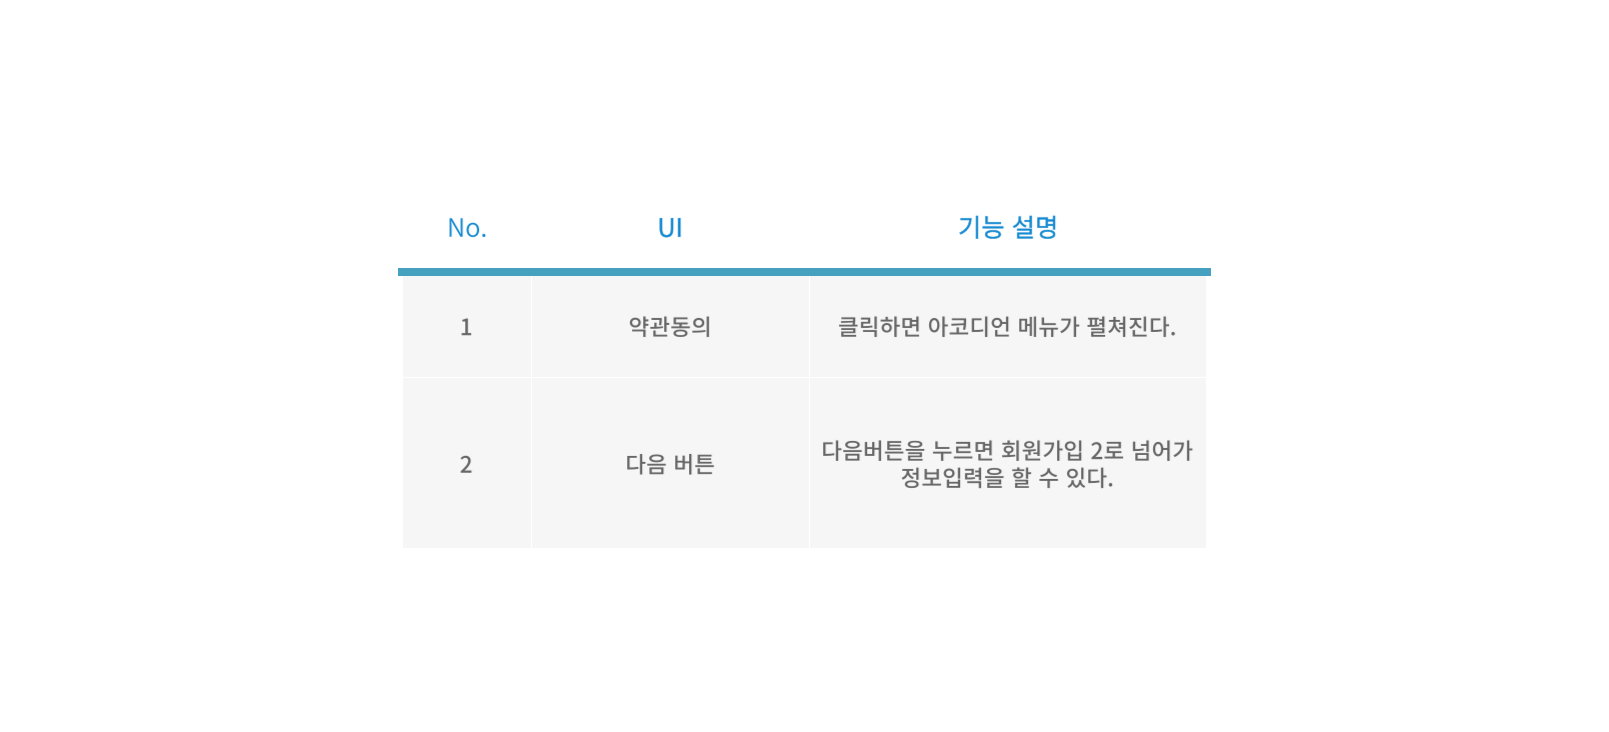 No. UI 기능 설명
1 약관동의 클릭하면 아코디언 메뉴가 펼쳐진다.
2 다음 버튼 다음버튼을 누르면 회원가입 2로 넘어가
정보입력을 할 수 있다.